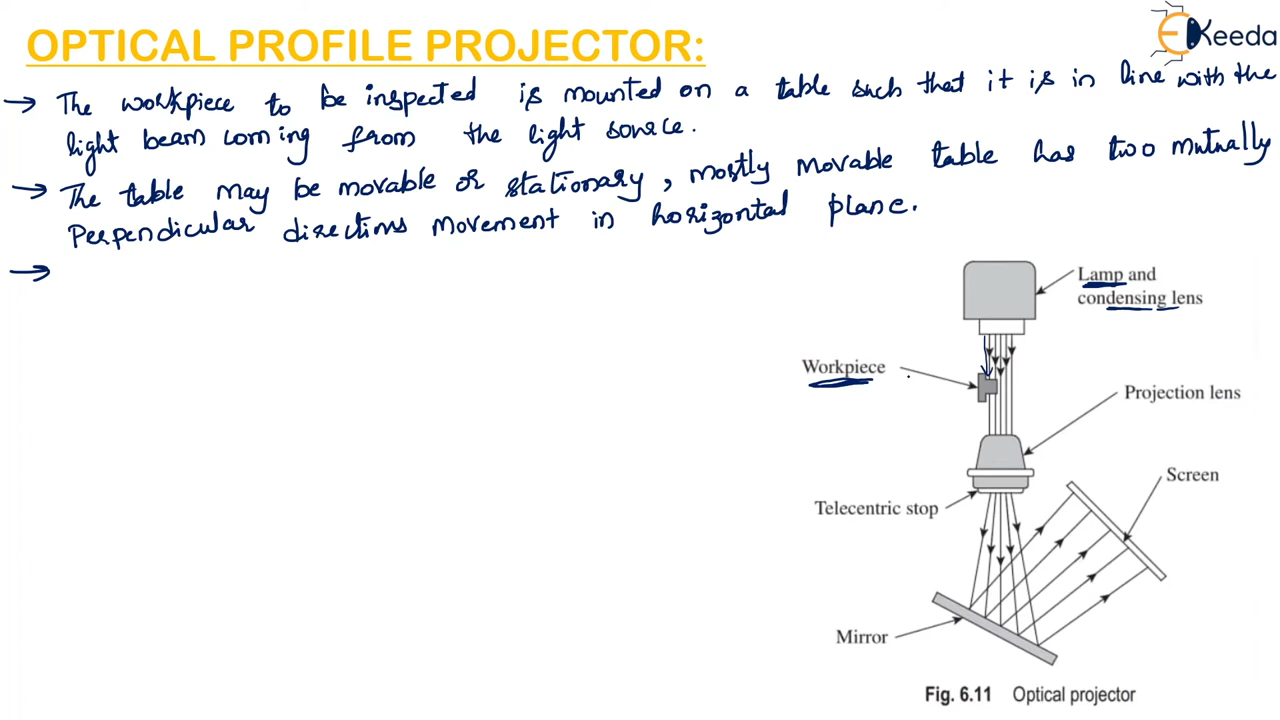 OPTICAL PROFILE PROJECTOR:
EKeeda
→ The workpiece to be inspected is mounted on a table such that it is in line with the
light beam coming from the light source.
→ The table may be movable or stationary, mostly movable table has two mutually
Perpendicular directions movement in horizontal plane.
→
Lamp and
condensing lens
Workpiece
Projection lens
Screen
Telecentric stop
Mirror
Fig. 6.11 Optical projector